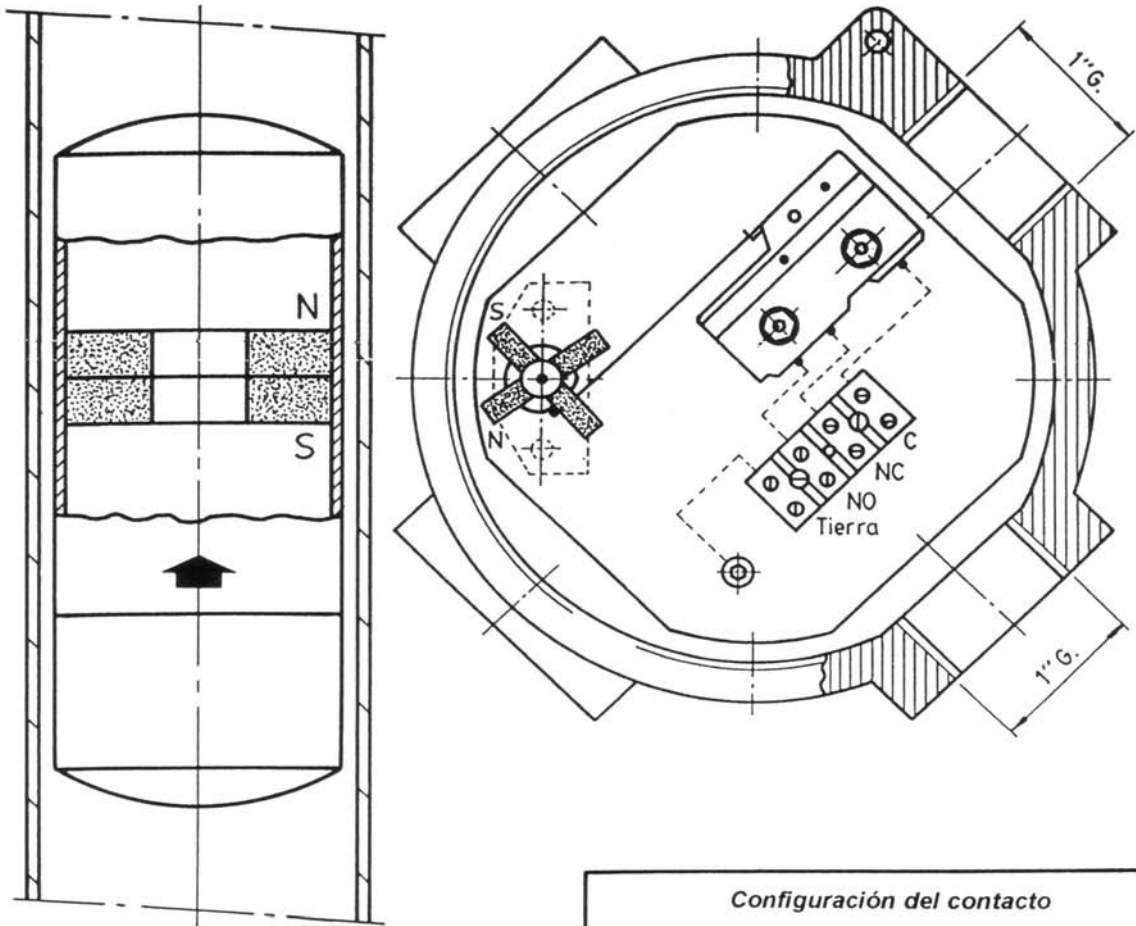 N
S
S
N
1" G.
C
NC
NO
Tierra
1" G.
Configuración del contacto